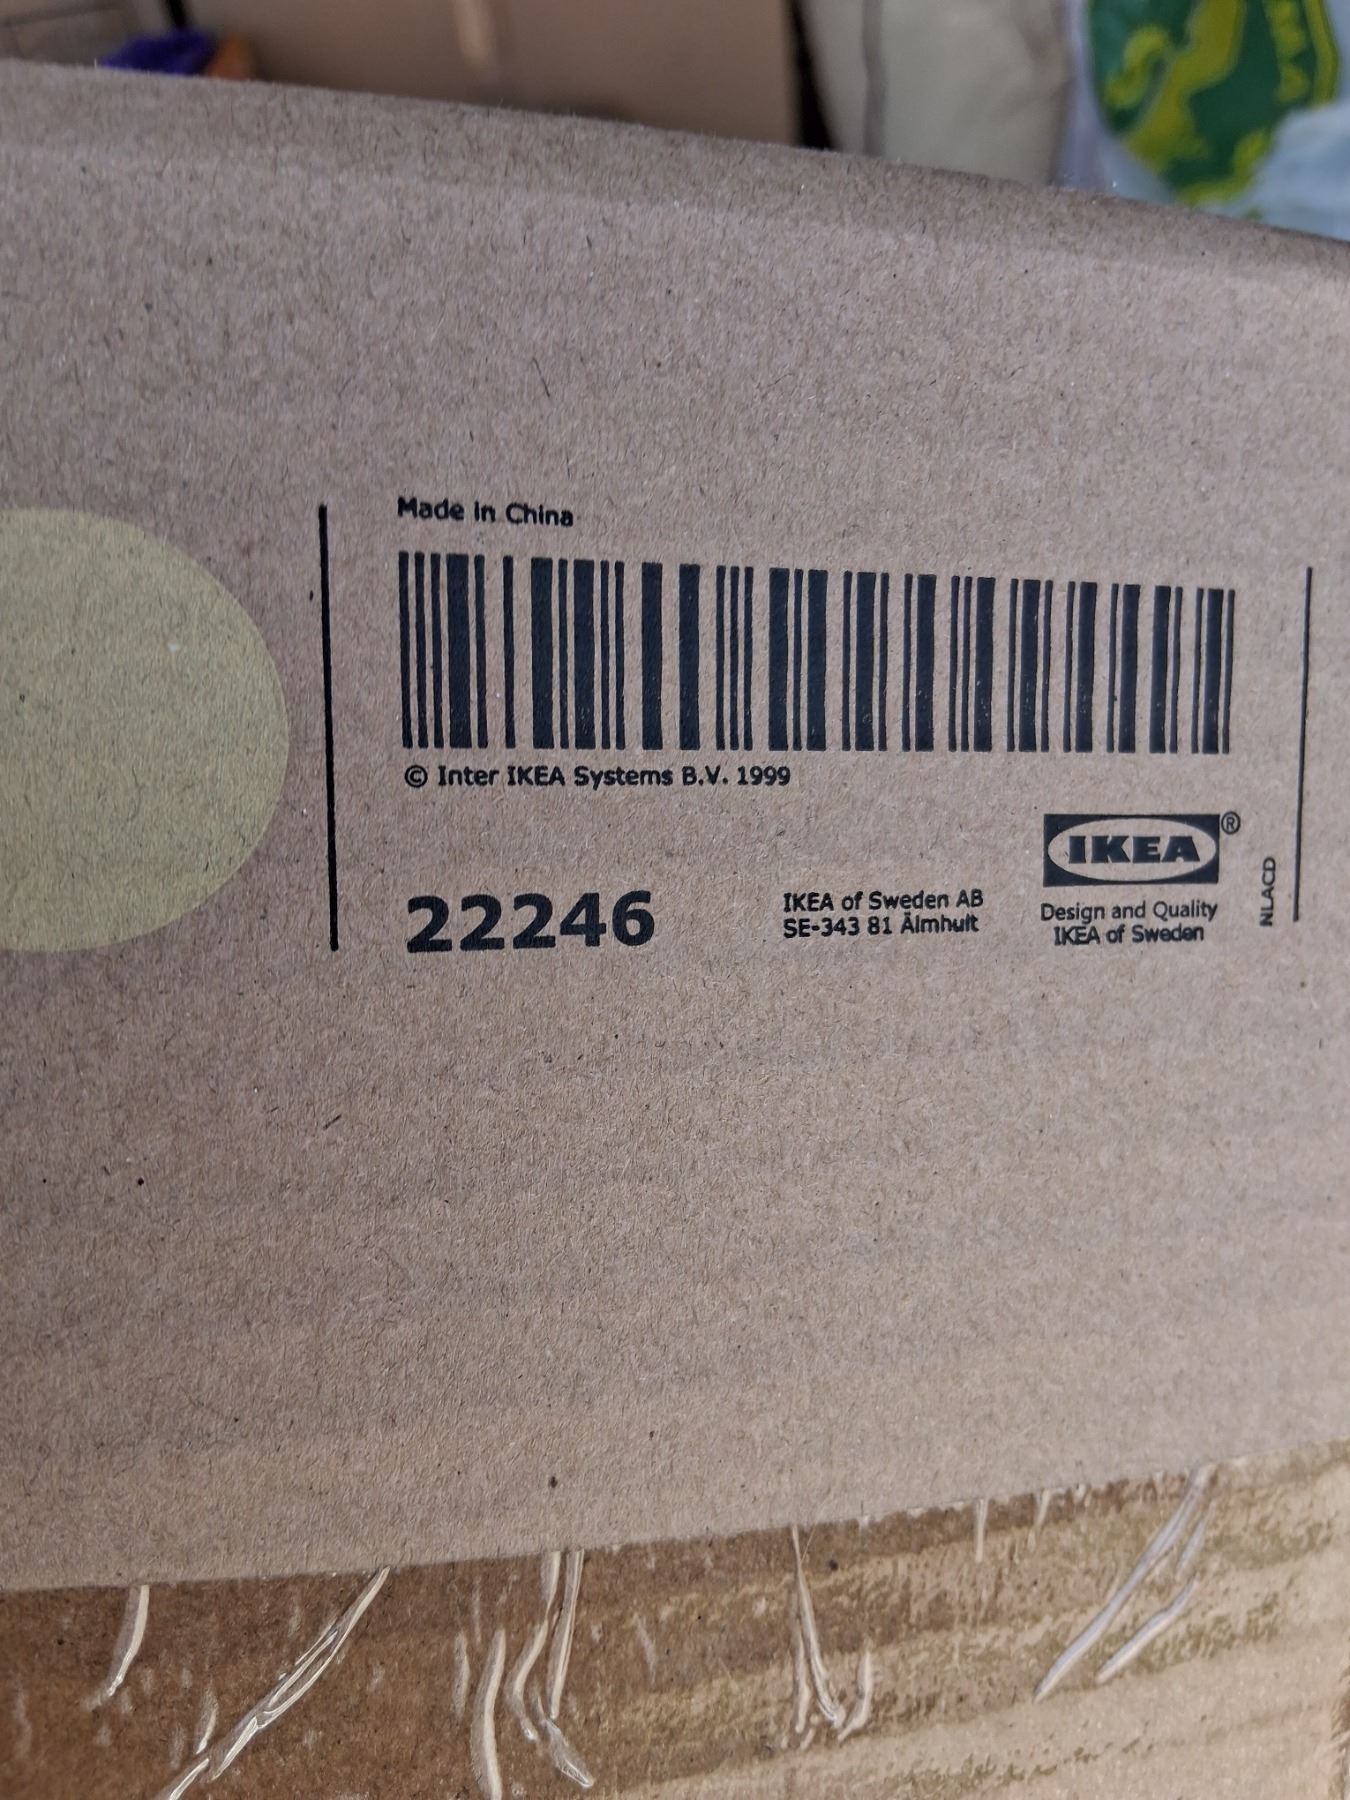 Made in China
© Inter IKEA Systems B.V. 1999
IKEA®
22246
IKEA of Sweden AB
SE-343 81 Älmhult
Design and Quality
IKEA of Sweden
NLACD